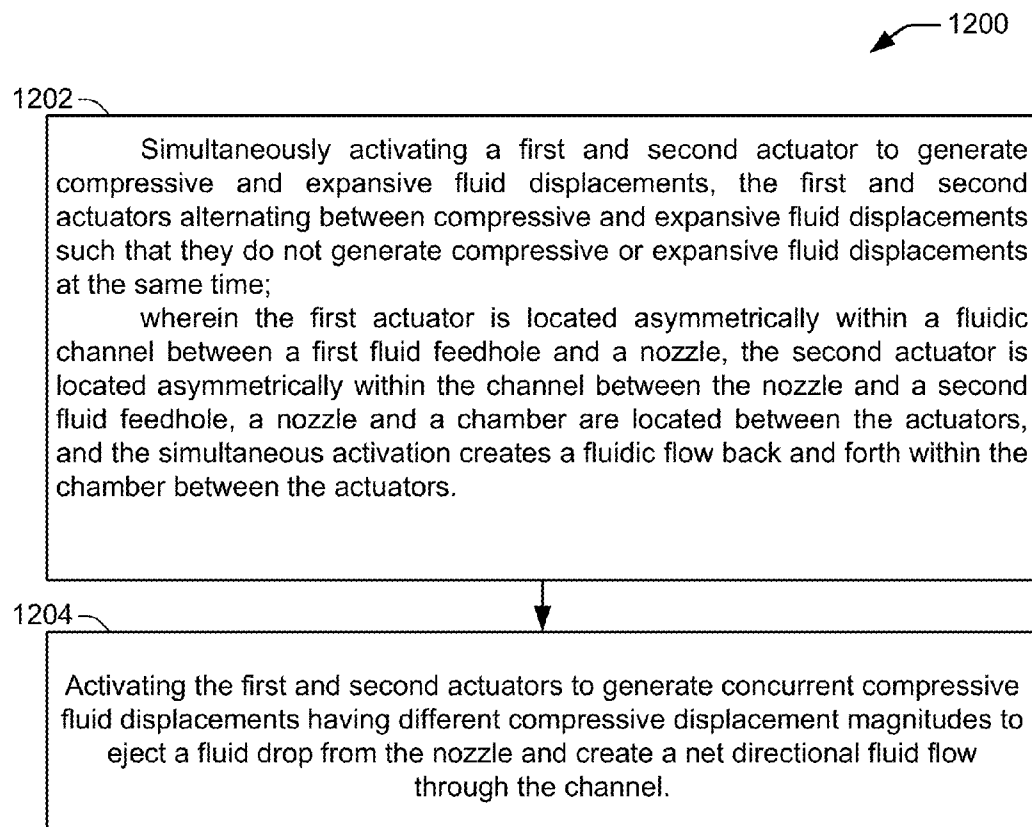 1200
1202
Simultaneously activating a first and second actuator to generate
compressive and expansive fluid displacements, the first and second
actuators alternating between compressive and expansive fluid displacements
such that they do not generate compressive or expansive fluid displacements
at the same time;
wherein the first actuator is located asymmetrically within a fluidic
channel between a first fluid feedhole and a nozzle, the second actuator is
located asymmetrically within the channel between the nozzle and a second
fluid feedhole, a nozzle and a chamber are located between the actuators,
and the simultaneous activation creates a fluidic flow back and forth within the
chamber between the actuators.
1204
Activating the first and second actuators to generate concurrent compressive
fluid displacements having different compressive displacement magnitudes to
eject a fluid drop from the nozzle and create a net directional fluid flow
through the channel.